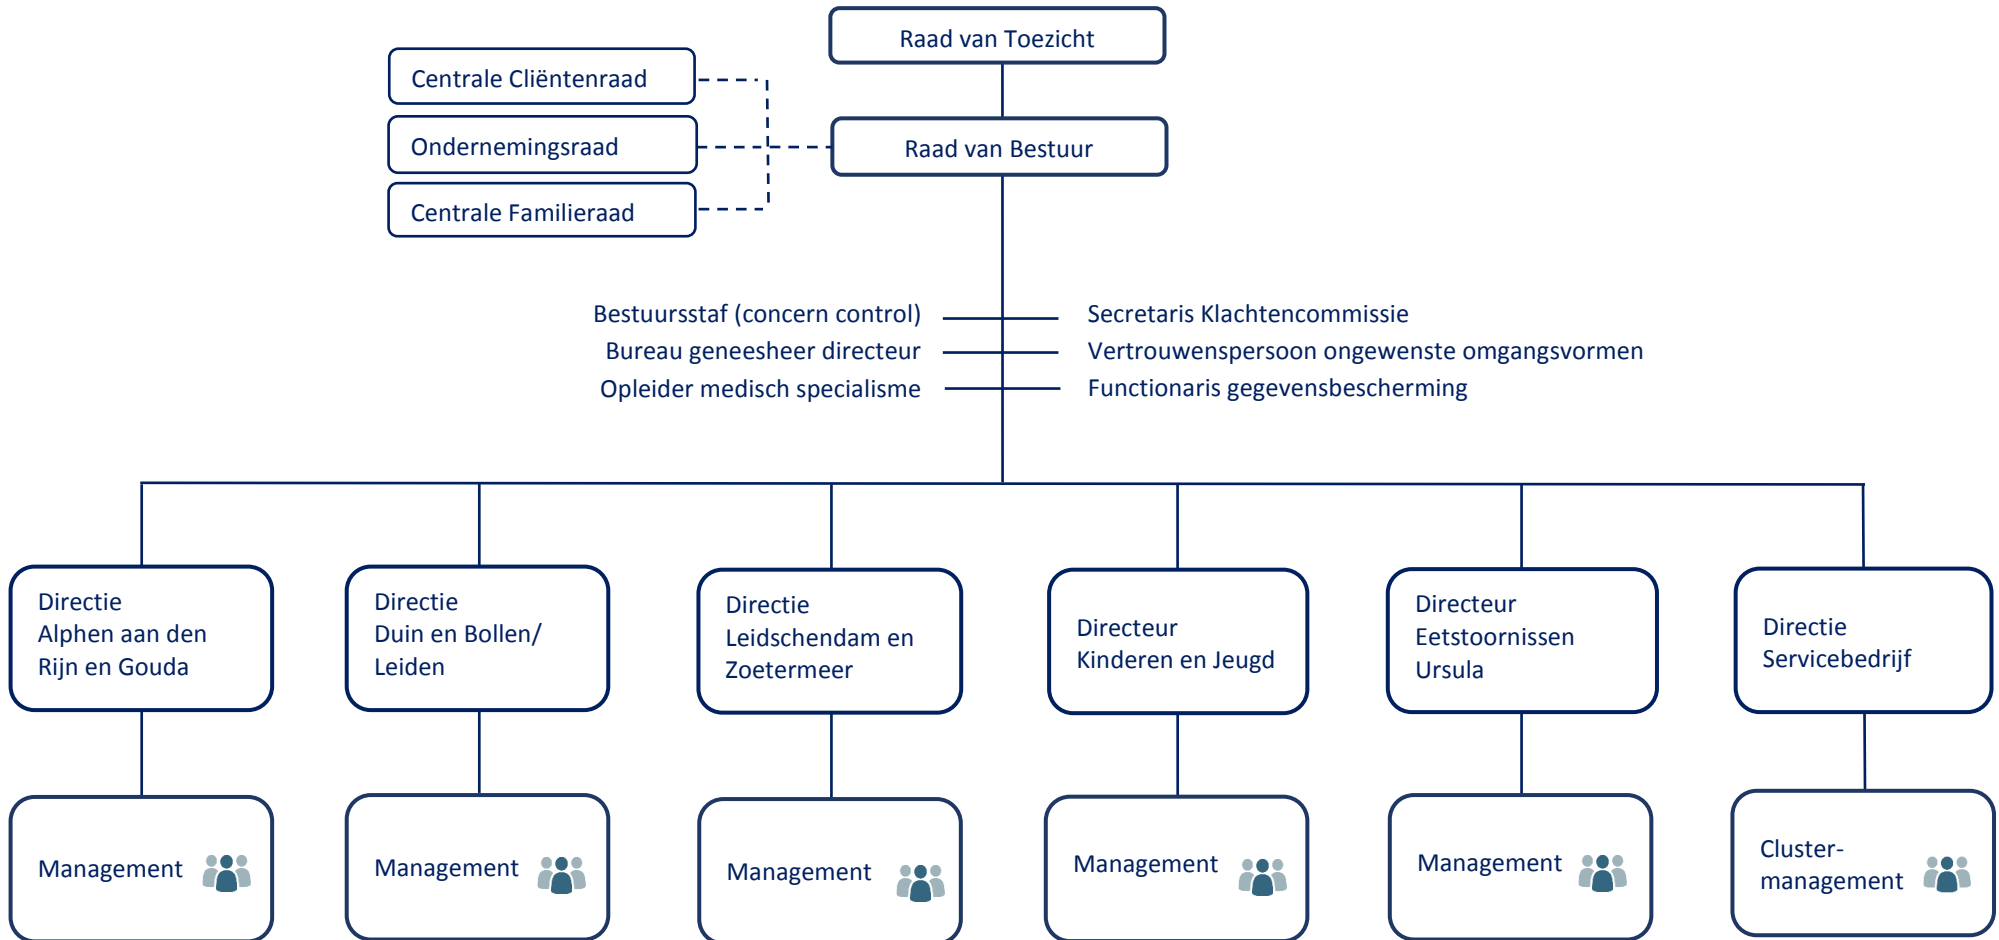 Raad van Toezicht
Centrale Cliëntenraad
Ondernemingsraad
Centrale Familieraad
Raad van Bestuur
Bestuursstaf (concern control)
Bureau geneesheer directeur
Opleider medisch specialisme
Secretaris Klachtencommissie
Vertrouwenspersoon ongewenste omgangsvormen
Functionaris gegevensbescherming
Directie
Alphen aan den
Rijn en Gouda
Directie
Duin en Bollen/
Leiden
Directie
Leidschendam en
Zoetermeer
Directeur
Kinderen en Jeugd
Directeur
Eetstoornissen
Ursula
Directie
Servicebedrijf
Management
Management
Management
Management
Management
Cluster-
management